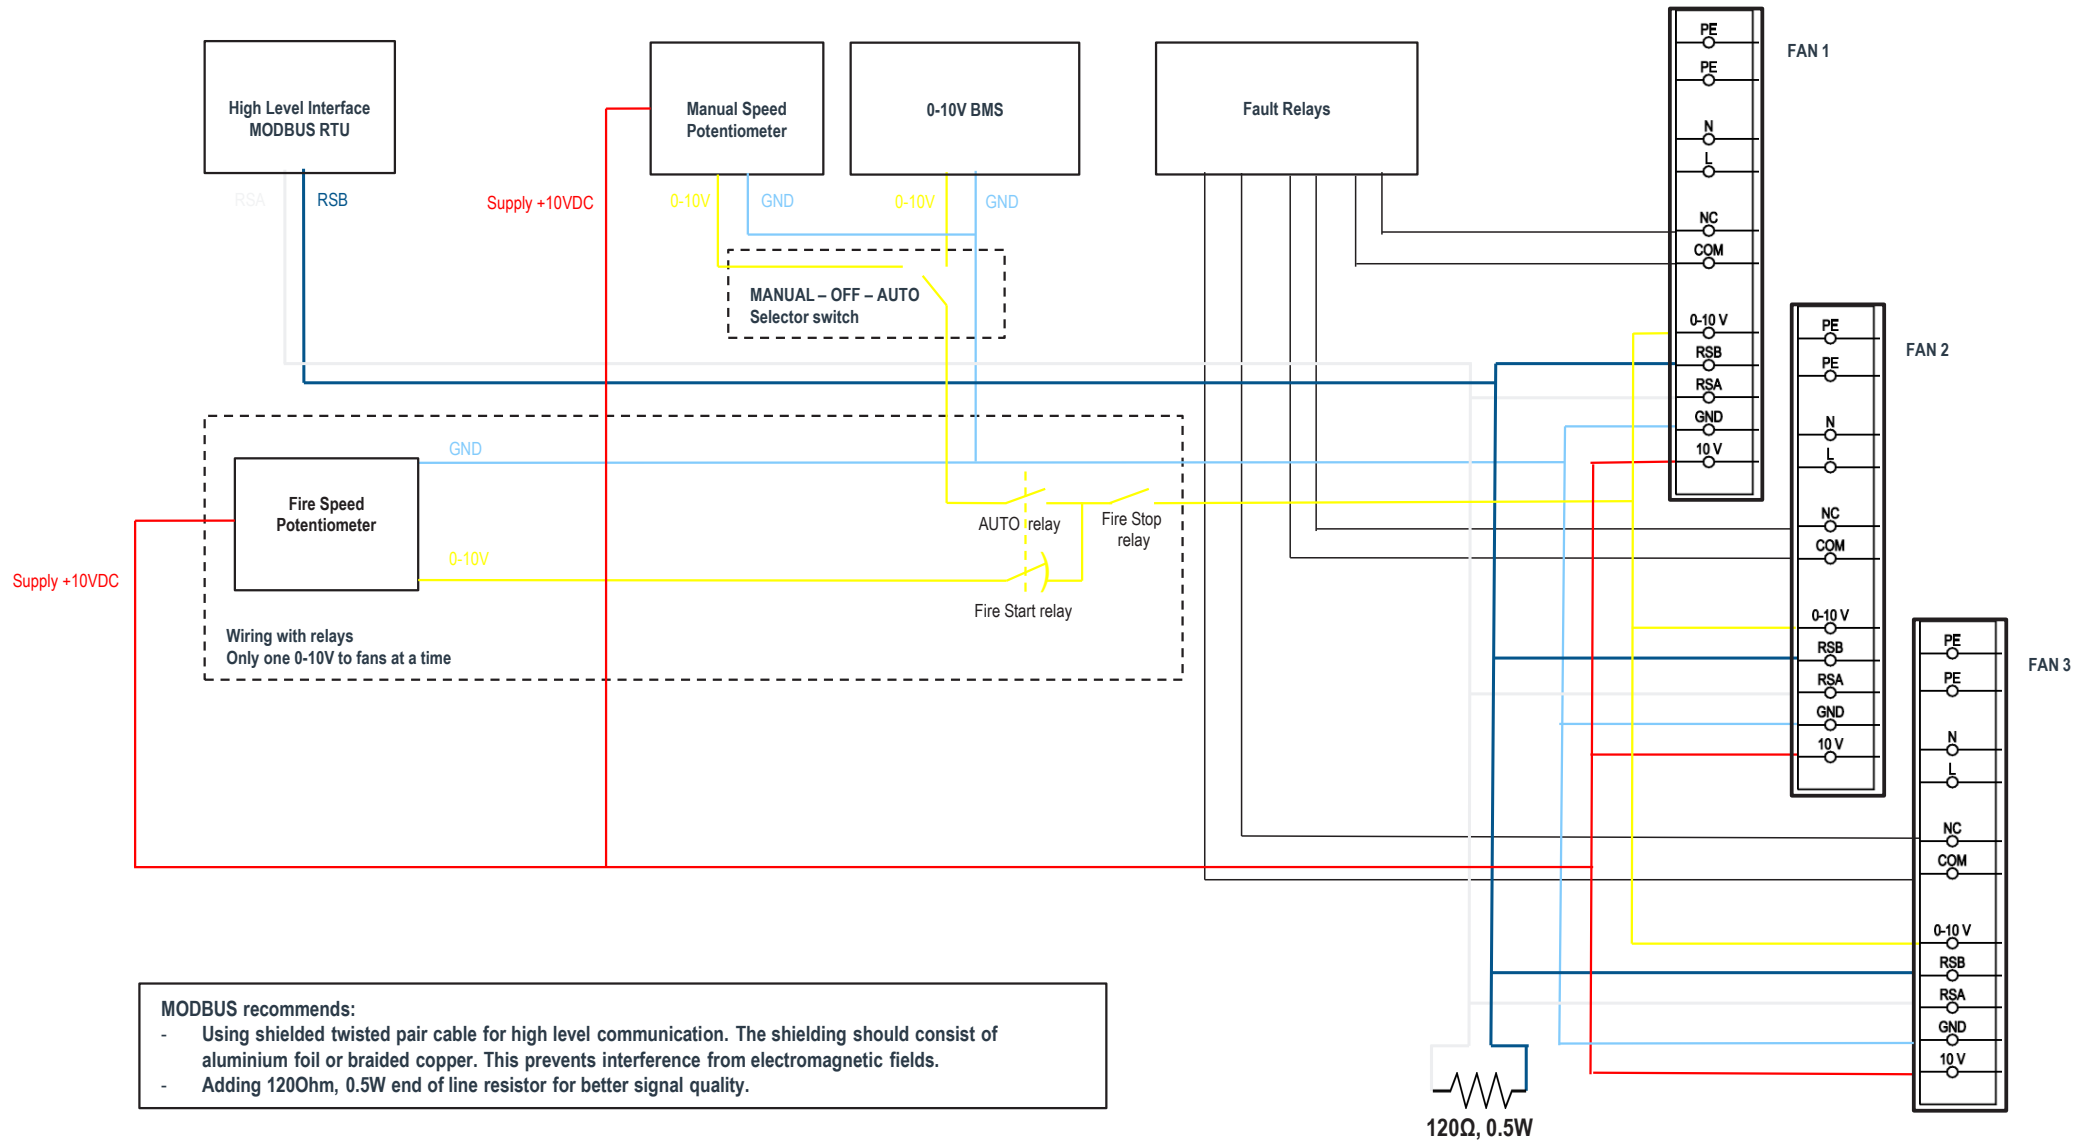 High Level Interface
MODBUS RTU
RSA
RSB
Supply +10VDC
Manual Speed
Potentiometer
0-10V
GND
0-10V BMS
0-10V
GND
Fault Relays
MANUAL – OFF – AUTO
Selector switch
GND
Fire Speed
Potentiometer
0-10V
Supply +10VDC
AUTO relay
Fire Stop
relay
Fire Start relay
Wiring with relays
Only one 0-10V to fans at a time
FAN 1
PE
PE
N
L
NC
COM
0-10 V
RSB
RSA
GND
10 V
FAN 2
PE
PE
N
L
NC
COM
0-10 V
RSB
RSA
GND
10 V
FAN 3
PE
PE
N
L
NC
COM
0-10 V
RSB
RSA
GND
10 V
MODBUS recommends:
- Using shielded twisted pair cable for high level communication. The shielding should consist of
aluminium foil or braided copper. This prevents interference from electromagnetic fields.
- Adding 120Ohm, 0.5W end of line resistor for better signal quality.
120Ω, 0.5W